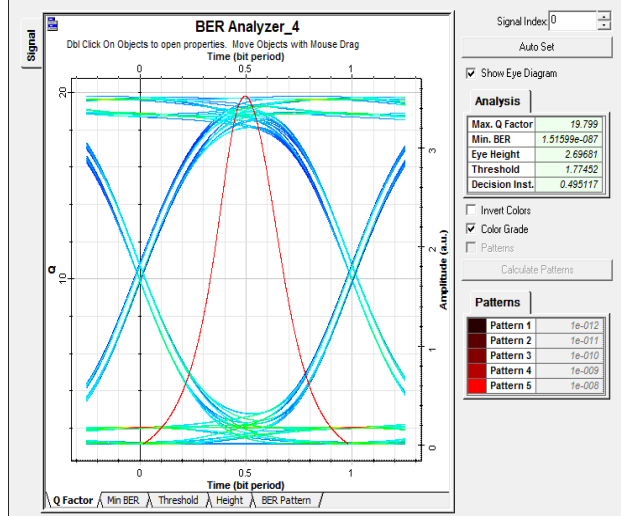 Signal
BER Analyzer_4
Dbl Click On Objects to open properties. Move Objects with Mouse Drag
Time (bit period)
0 0.5 1
Q
20
10
Amplitude (a.u.)
3
2
1
0
0 0.5 1
Time (bit period)
Q Factor Min BER Threshold Height BER Pattern
Signal Index: 0
Auto Set
Show Eye Diagram
Analysis
Max. Q Factor 19.799
Min. BER 1.51599e-087
Eye Height 2.69681
Threshold 1.77452
Decision Inst. 0.495117
Invert Colors
Color Grade
Patterns
Calculate Patterns
Patterns
Pattern 1 1e-012
Pattern 2 1e-011
Pattern 3 1e-010
Pattern 4 1e-009
Pattern 5 1e-008